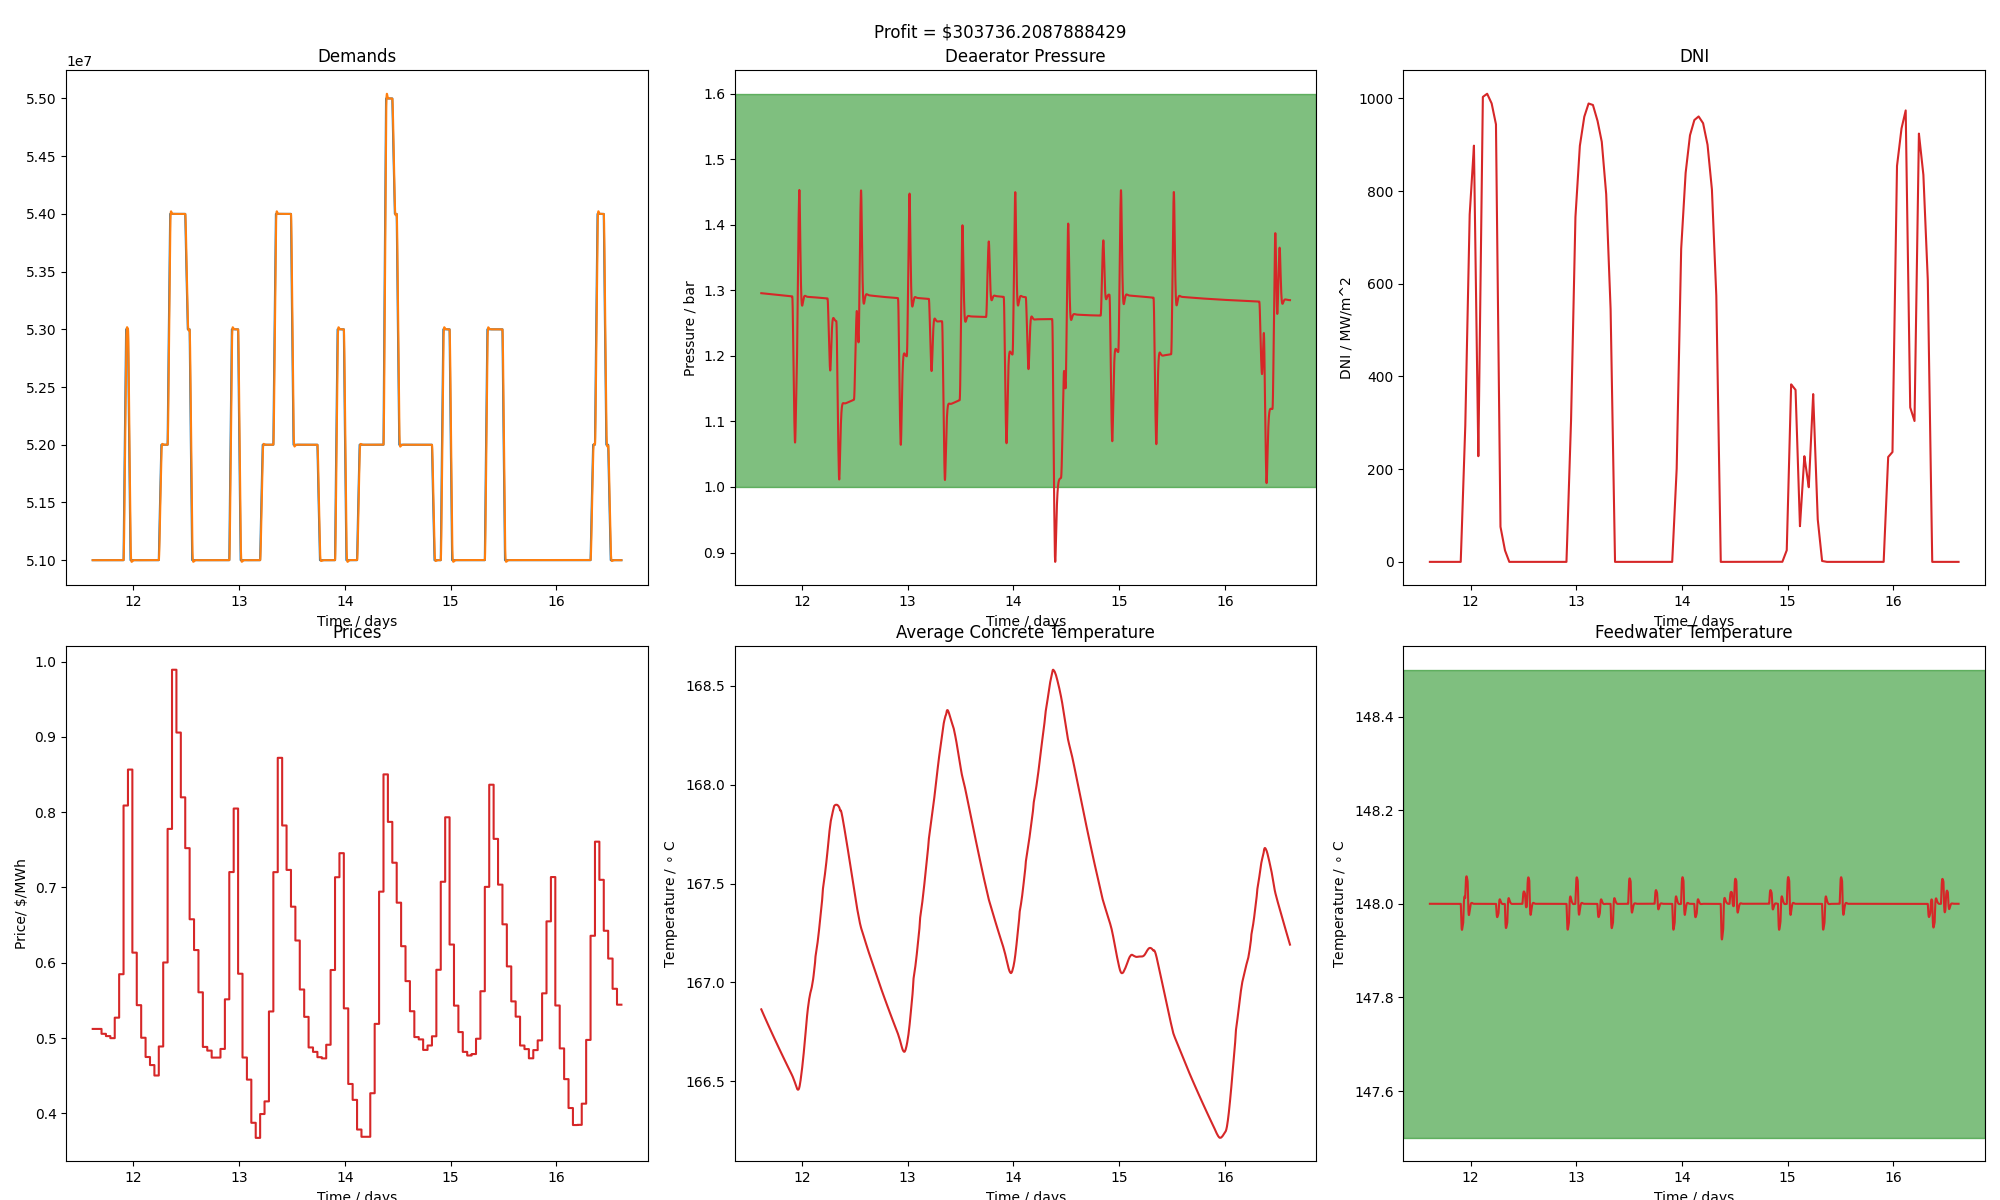 Profit = $303736.2087888429
Demands
1e7
5.50
5.45
5.40
5.35
5.30
5.25
5.20
5.15
5.10
12 13 14 15 16
Time / days
Deaerator Pressure
Pressure / bar
1.6
1.5
1.4
1.3
1.2
1.1
1.0
0.9
12 13 14 15 16
Time / days
DNI
DNI / MW/m^2
1000
800
600
400
200
0
12 13 14 15 16
Time / days
Prices
Price/ $/MWh
1.0
0.9
0.8
0.7
0.6
0.5
0.4
12 13 14 15 16
Time / days
Average Concrete Temperature
Temperature / ∘ C
168.5
168.0
167.5
167.0
166.5
12 13 14 15 16
Time / days
Feedwater Temperature
Temperature / ∘ C
148.4
148.2
148.0
147.8
147.6
12 13 14 15 16
Time / days